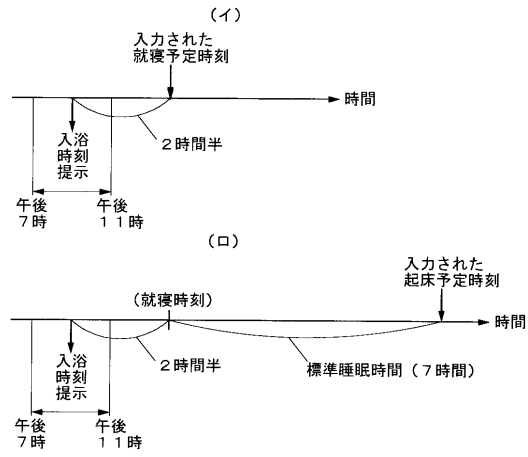 (イ)
入力された
就寝予定時刻
時間
2時間半
入浴
時刻
提示
午後
7時
午後
11時
(ロ)
入力された
起床予定時刻
(就寝時刻)
時間
2時間半
標準睡眠時間(7時間)
入浴
時刻
提示
午後
7時
午後
11時